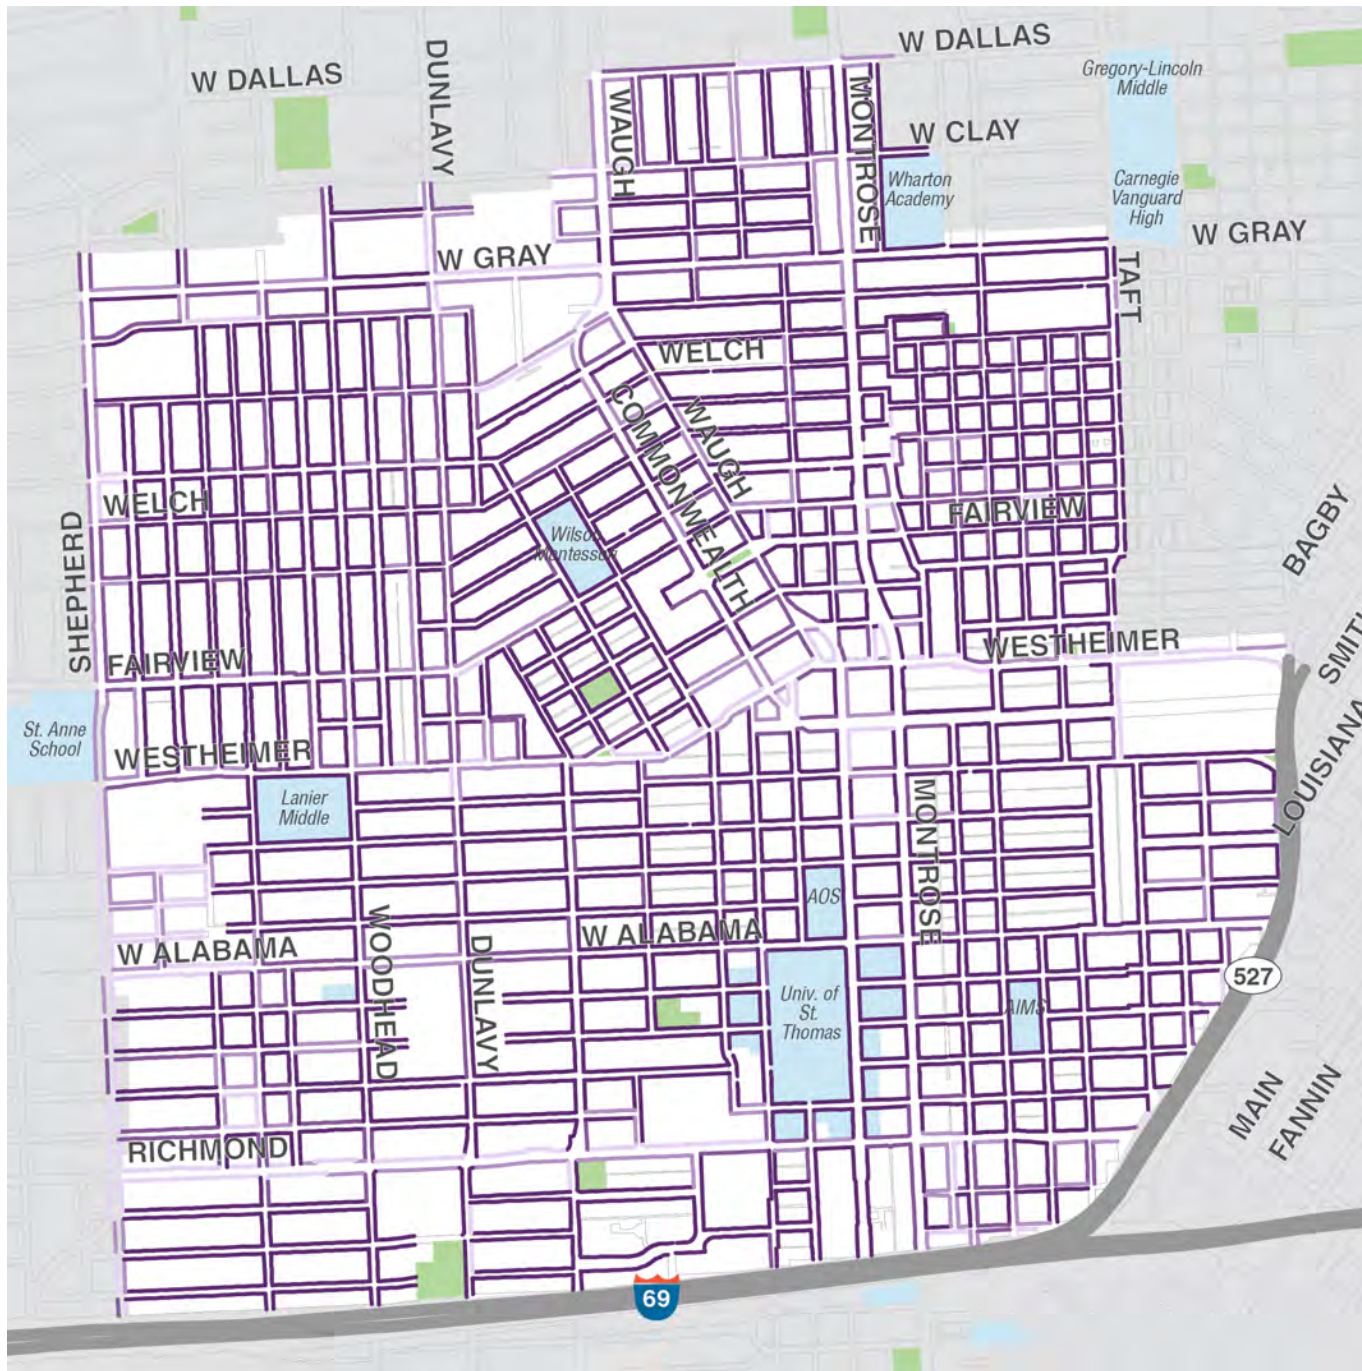 W DALLAS
DUNLAVY
W DALLAS
Gregory-Lincoln
Middle
WAUGH
MONTROSE
W CLAY
Wharton
Academy
Carnegie
Vanguard
High
W GRAY
W GRAY
TAFT
WELCH
COMMONWEALTH
WAUGH
WELCH
FAIRVIEW
SHEPHERD
Wilson
Montessori
BAGBY
SMITH
FAIRVIEW
WESTHEIMER
St. Anne
School
WESTHEIMER
LOUISIANA
Lanier
Middle
MONTROSE
AOS
WOODHEAD
DUNLAVY
W ALABAMA
W ALABAMA
527
Univ. of
St.
Thomas
AIMS
MAIN
FANNIN
RICHMOND
69